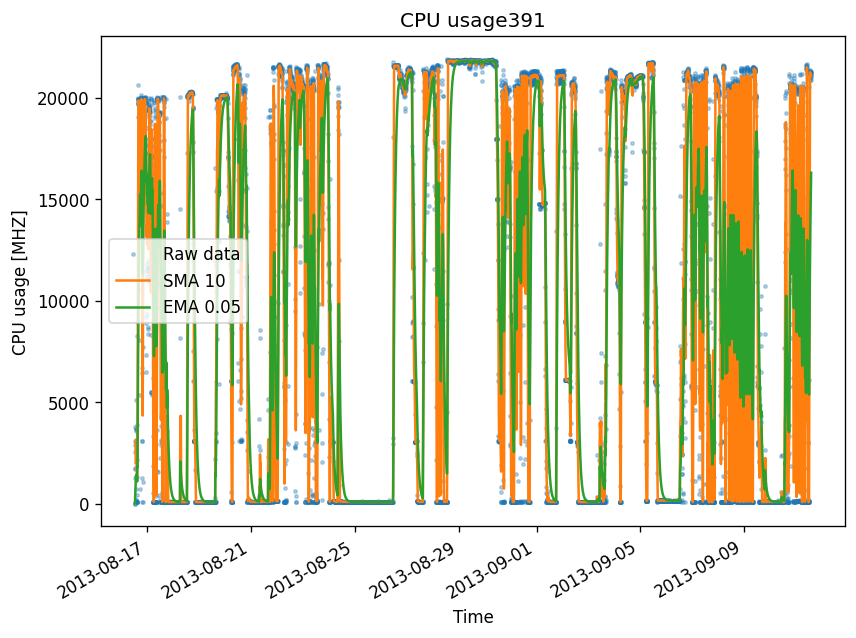 CPU usage391
CPU usage [MHZ]
20000
15000
10000
5000
0
Raw data
SMA 10
EMA 0.05
2013-08-17
2013-08-21
2013-08-25
2013-08-29
2013-09-01
2013-09-05
2013-09-09
Time